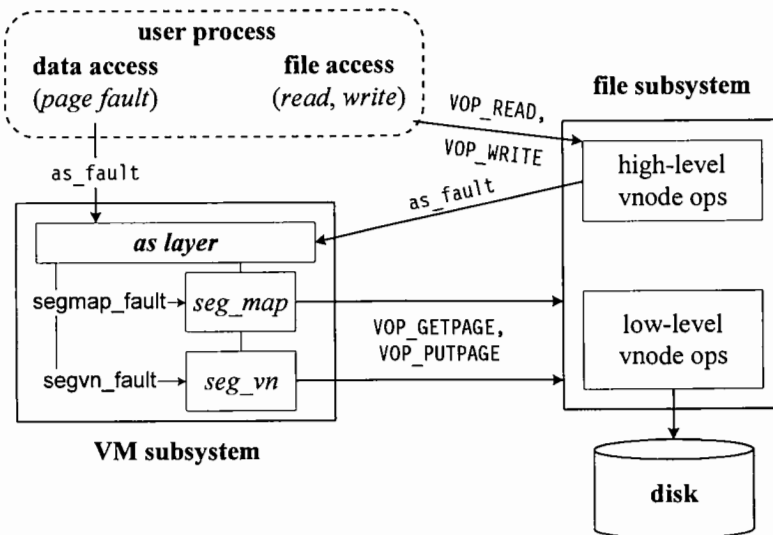 user process
data access
file access
(page fault)
(read, write)
file subsystem
VOP_READ,
VOP_WRITE
as_fault
as_fault
high-level
vnode ops
as layer
segmap_fault
seg_map
VOP_GETPAGE,
VOP_PUTPAGE
low-level
vnode ops
segvn_fault
seg_vn
VM subsystem
disk